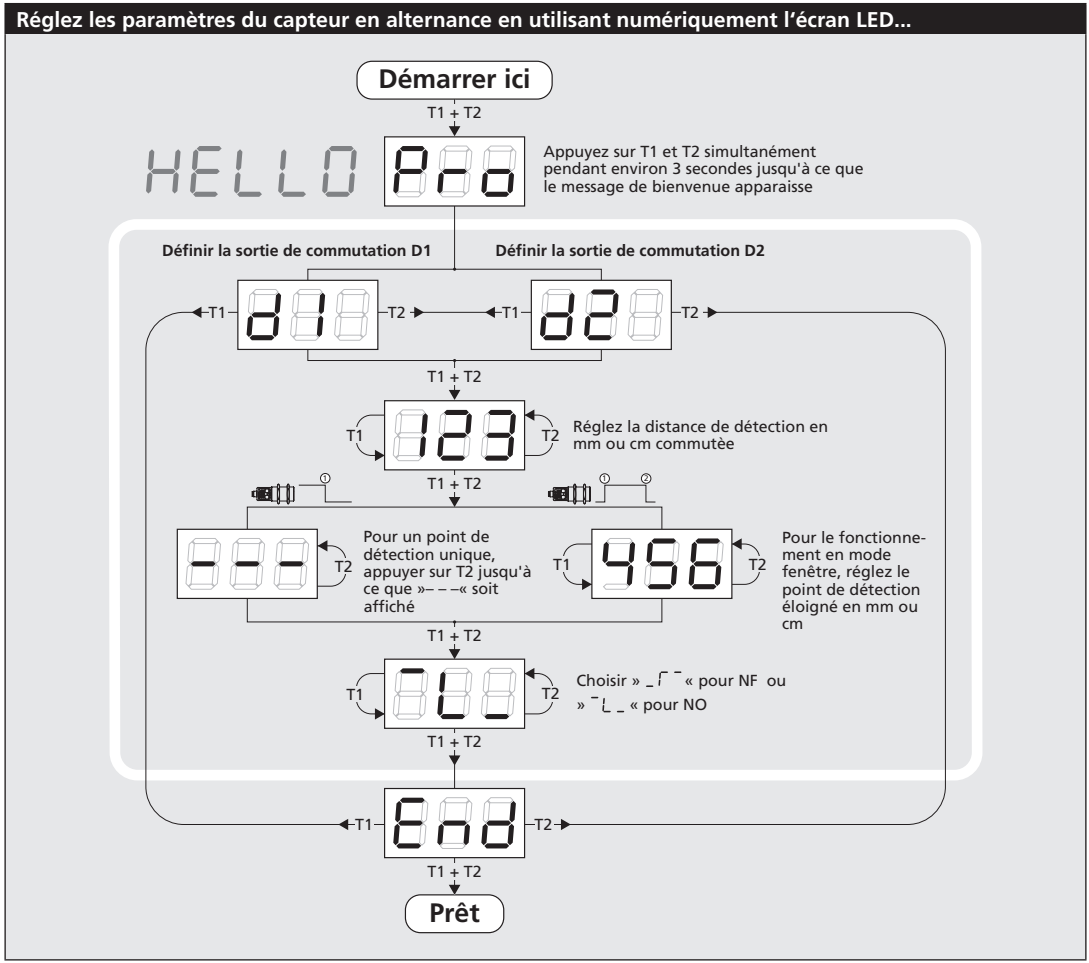 Réglez les paramètres du capteur en alternance en utilisant numériquement l‘écran LED...
Démarrer ici
T1 + T2
HELLO
Pro
Appuyez sur T1 et T2 simultanément
pendant environ 3 secondes jusqu'à ce que
le message de bienvenue apparaisse
Définir la sortie de commutation D1
Définir la sortie de commutation D2
T1
d1
T2
T1
d2
T2
T1 + T2
T1
123
T2
Réglez la distance de détection en
mm ou cm commutèe
T1 + T2
①
① ②
---
T2
Pour un point de
détection unique,
appuyer sur T2 jusqu'à
ce que »– – –« soit
affiché
T1
456
T2
Pour le fonctionne-
ment en mode
fenêtre, réglez le
point de détection
éloigné en mm ou
cm
T1 + T2
T1
¯L_
T2
Choisir » _Γ¯ « pour NF ou
» ¯L_ « pour NO
T1 + T2
T1
End
T2
T1 + T2
Prêt